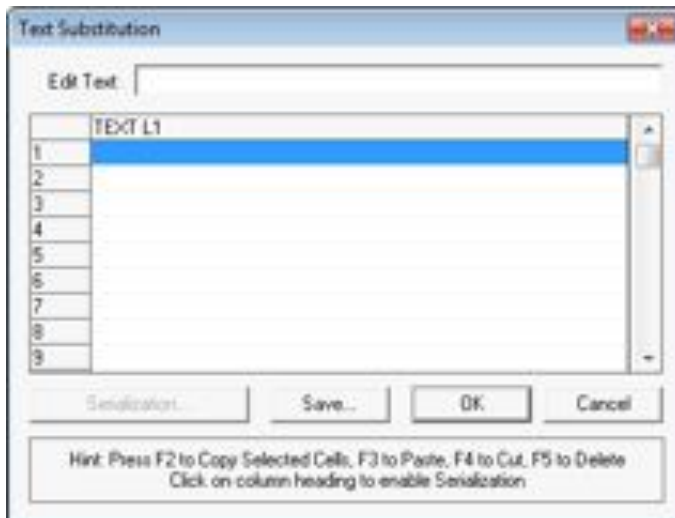 Text Substitution
Edit Text
TEXT L1
1
2
3
4
5
6
7
8
9
Serialization...
Save...
OK
Cancel
Hint: Press F2 to Copy Selected Cells, F3 to Paste, F4 to Cut, F5 to Delete
Click on column heading to enable Serialization